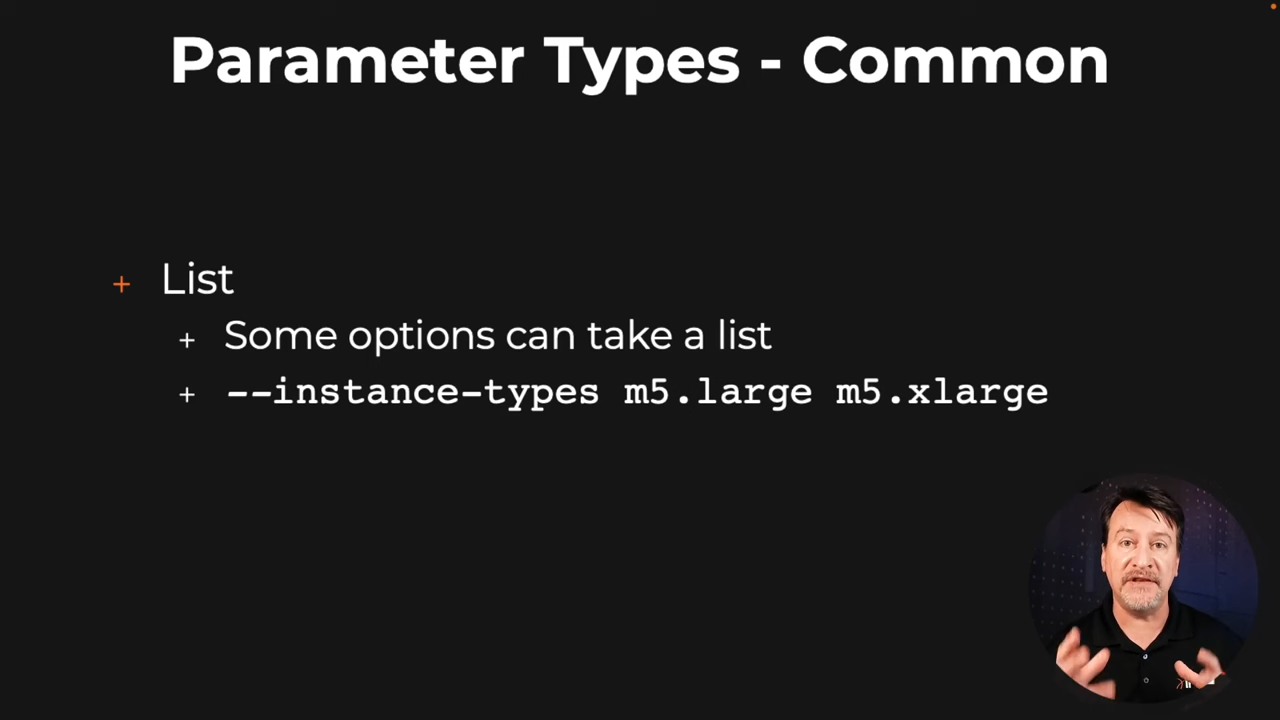 Parameter Types - Common
+ List
+ Some options can take a list
+ --instance-types m5.large m5.xlarge